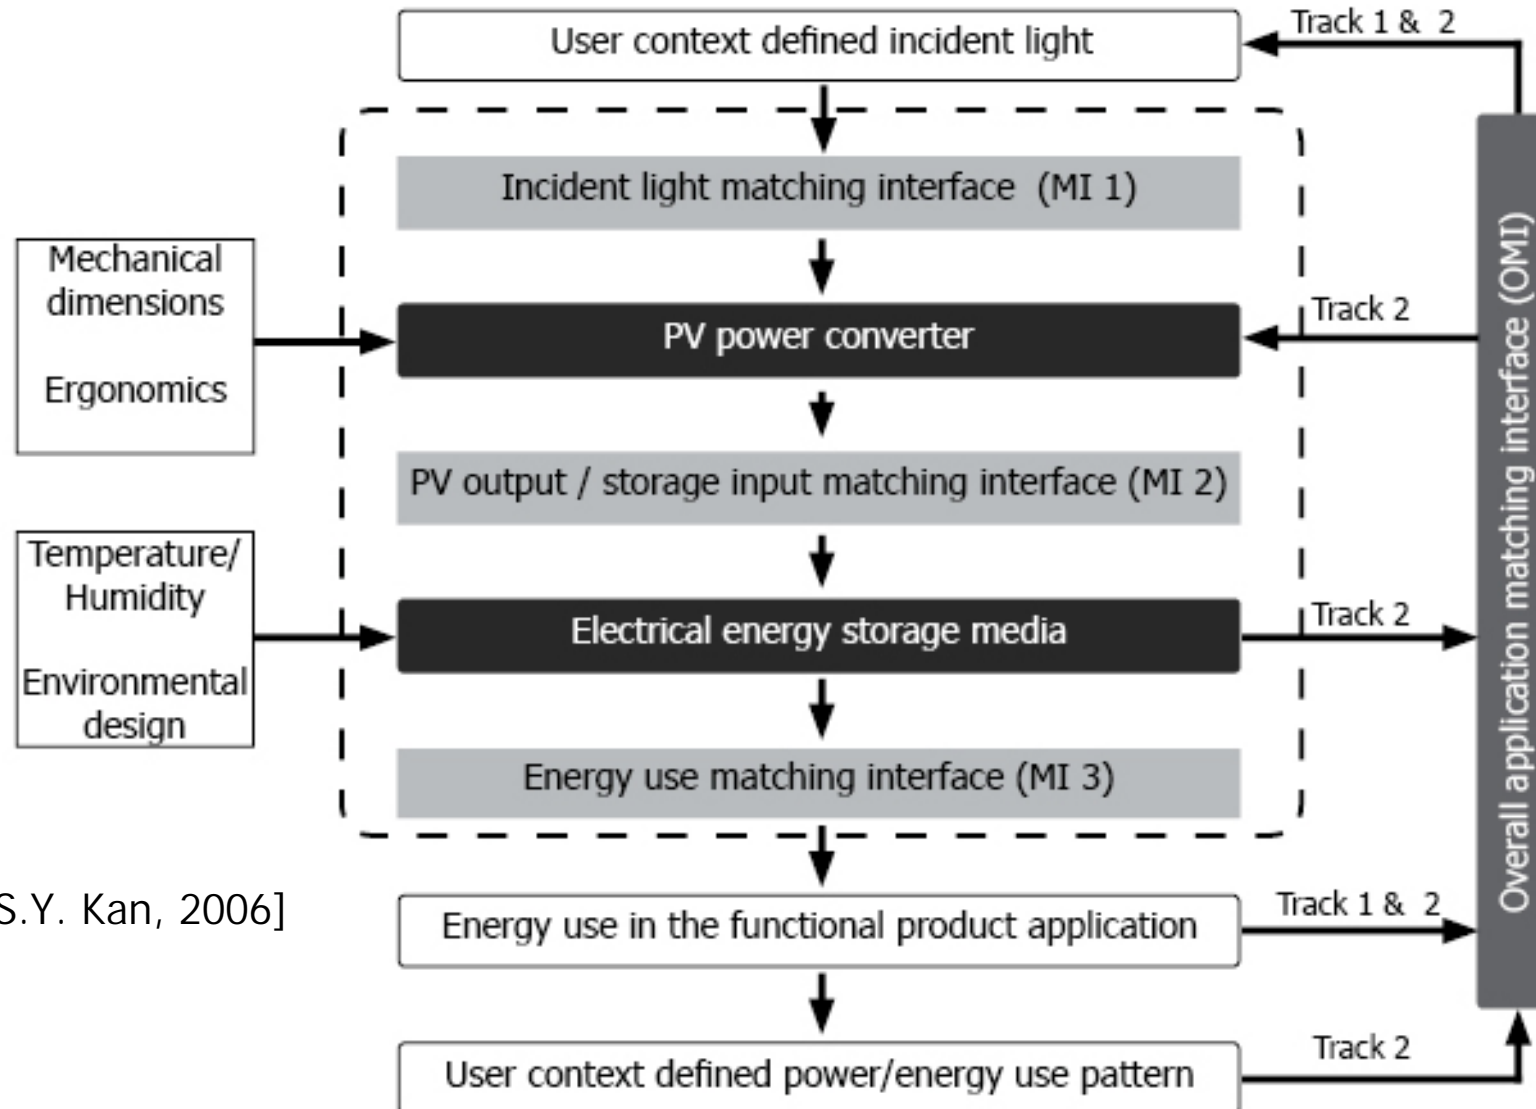 User context defined incident light
Track 1 & 2
Incident light matching interface (MI 1)
Mechanical
dimensions
Ergonomics
PV power converter
Track 2
PV output / storage input matching interface (MI 2)
Temperature/
Humidity
Environmental
design
Electrical energy storage media
Track 2
Energy use matching interface (MI 3)
S.Y. Kan, 2006]
Energy use in the functional product application
Track 1 & 2
User context defined power/energy use pattern
Track 2
Overall application matching interface (OMI)